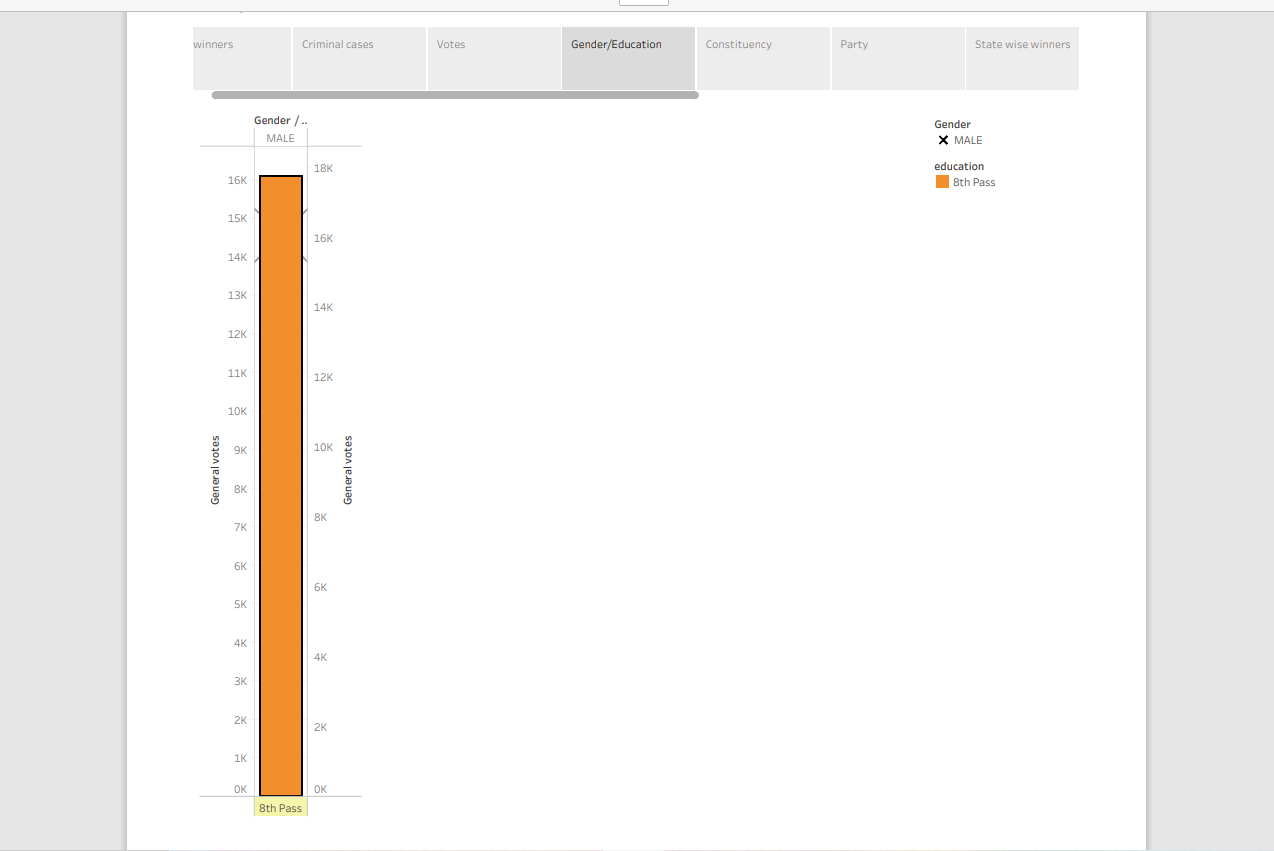 winners
Criminal cases
Votes
Gender/Education
Constituency
Party
State wise winners
Gender / ..
MALE
16K
15K
14K
13K
12K
11K
10K
9K
8K
7K
6K
5K
4K
3K
2K
1K
0K
General votes
18K
16K
14K
12K
10K
8K
6K
4K
2K
0K
General votes
8th Pass
Gender
MALE
education
8th Pass